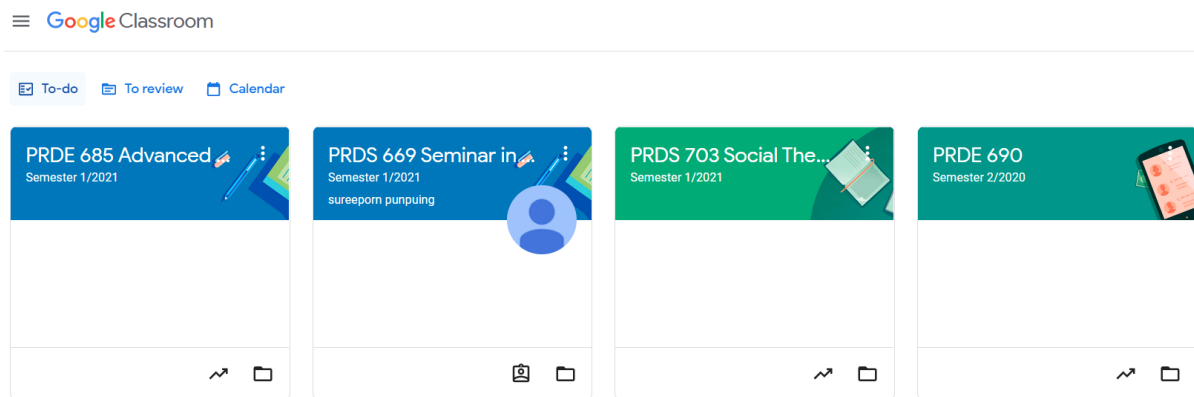 Google Classroom
To-do To review Calendar
PRDE 685 Advanced
Semester 1/2021
PRDS 669 Seminar in...
Semester 1/2021
sureeporn punpuing
PRDS 703 Social The...
Semester 1/2021
PRDE 690
Semester 2/2020